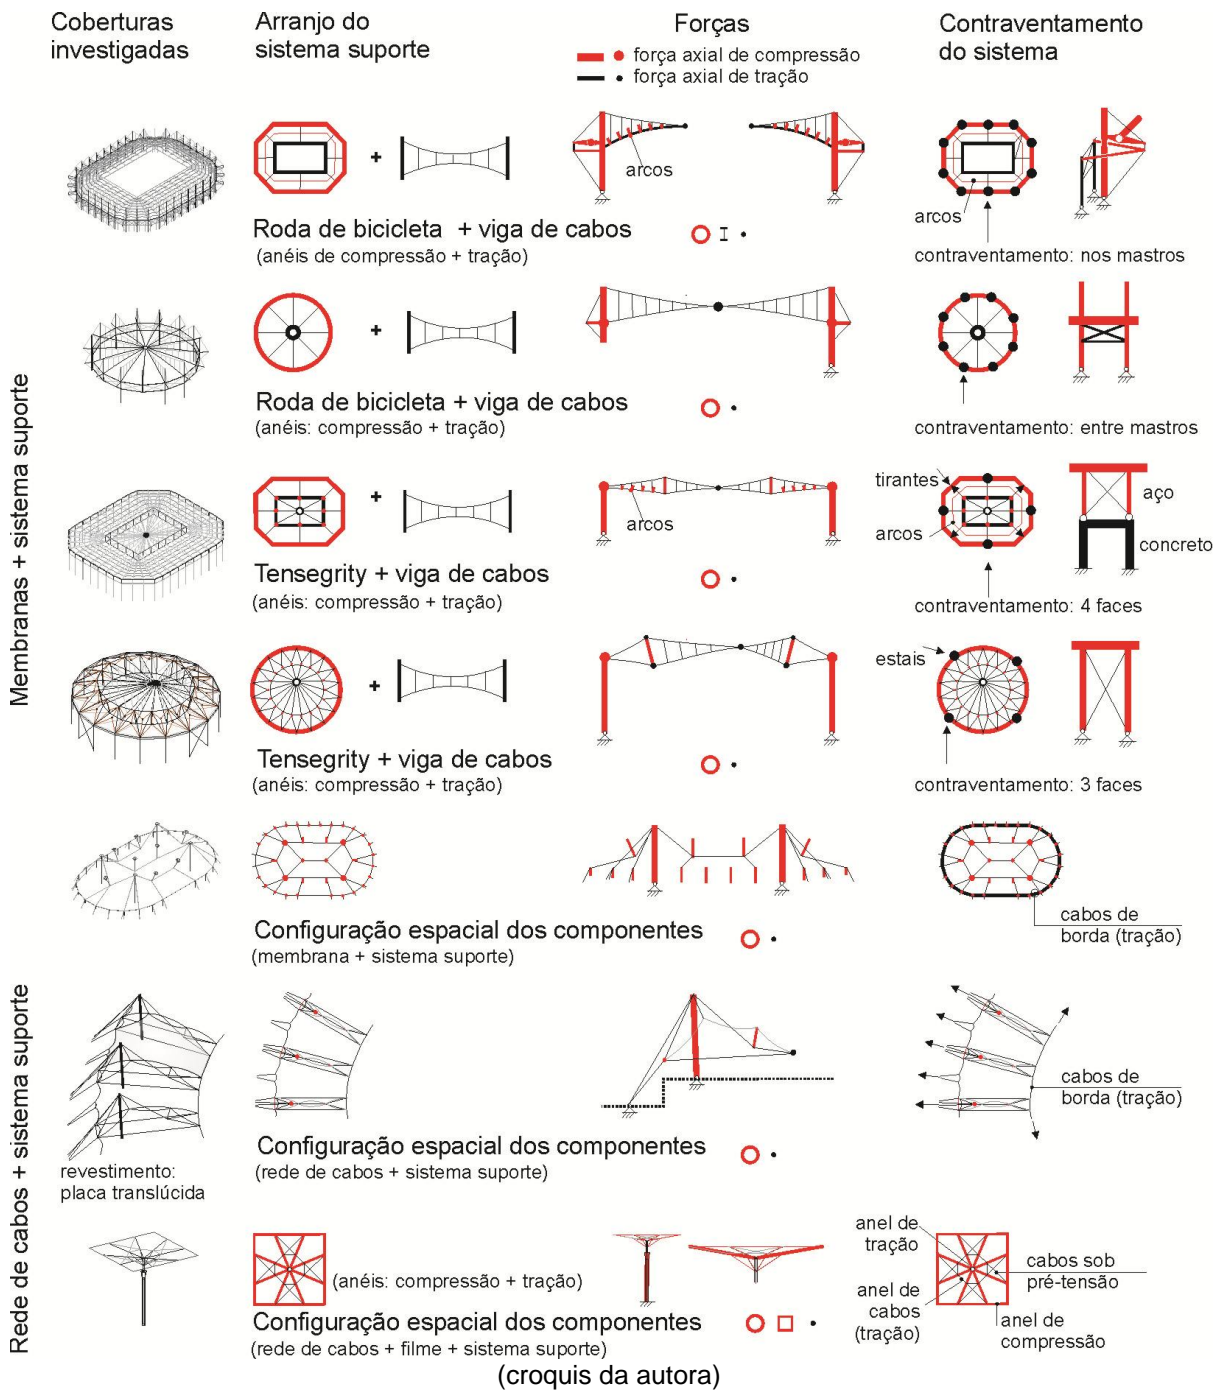 Coberturas
investigadas
Arranjo do
sistema suporte
Forças
força axial de compressão
força axial de tração
Contraventamento
do sistema
Membranas + sistema suporte
+
arcos
arcos
Roda de bicicleta + viga de cabos
(anéis de compressão + tração)
contraventamento: nos mastros
+
Roda de bicicleta + viga de cabos
(anéis: compressão + tração)
contraventamento: entre mastros
+
arcos
tirantes
arcos
aço
concreto
Tensegrity + viga de cabos
(anéis: compressão + tração)
contraventamento: 4 faces
+
estais
Tensegrity + viga de cabos
(anéis: compressão + tração)
contraventamento: 3 faces
Configuração espacial dos componentes
(membrana + sistema suporte)
cabos de
borda (tração)
Rede de cabos + sistema suporte
revestimento:
placa translúcida
Configuração espacial dos componentes
(rede de cabos + sistema suporte)
cabos de
borda (tração)
(anéis: compressão + tração)
Configuração espacial dos componentes
(rede de cabos + filme + sistema suporte)
anel de
tração
anel de
cabos
(tração)
cabos sob
pré-tensão
anel de
compressão
(croquis da autora)